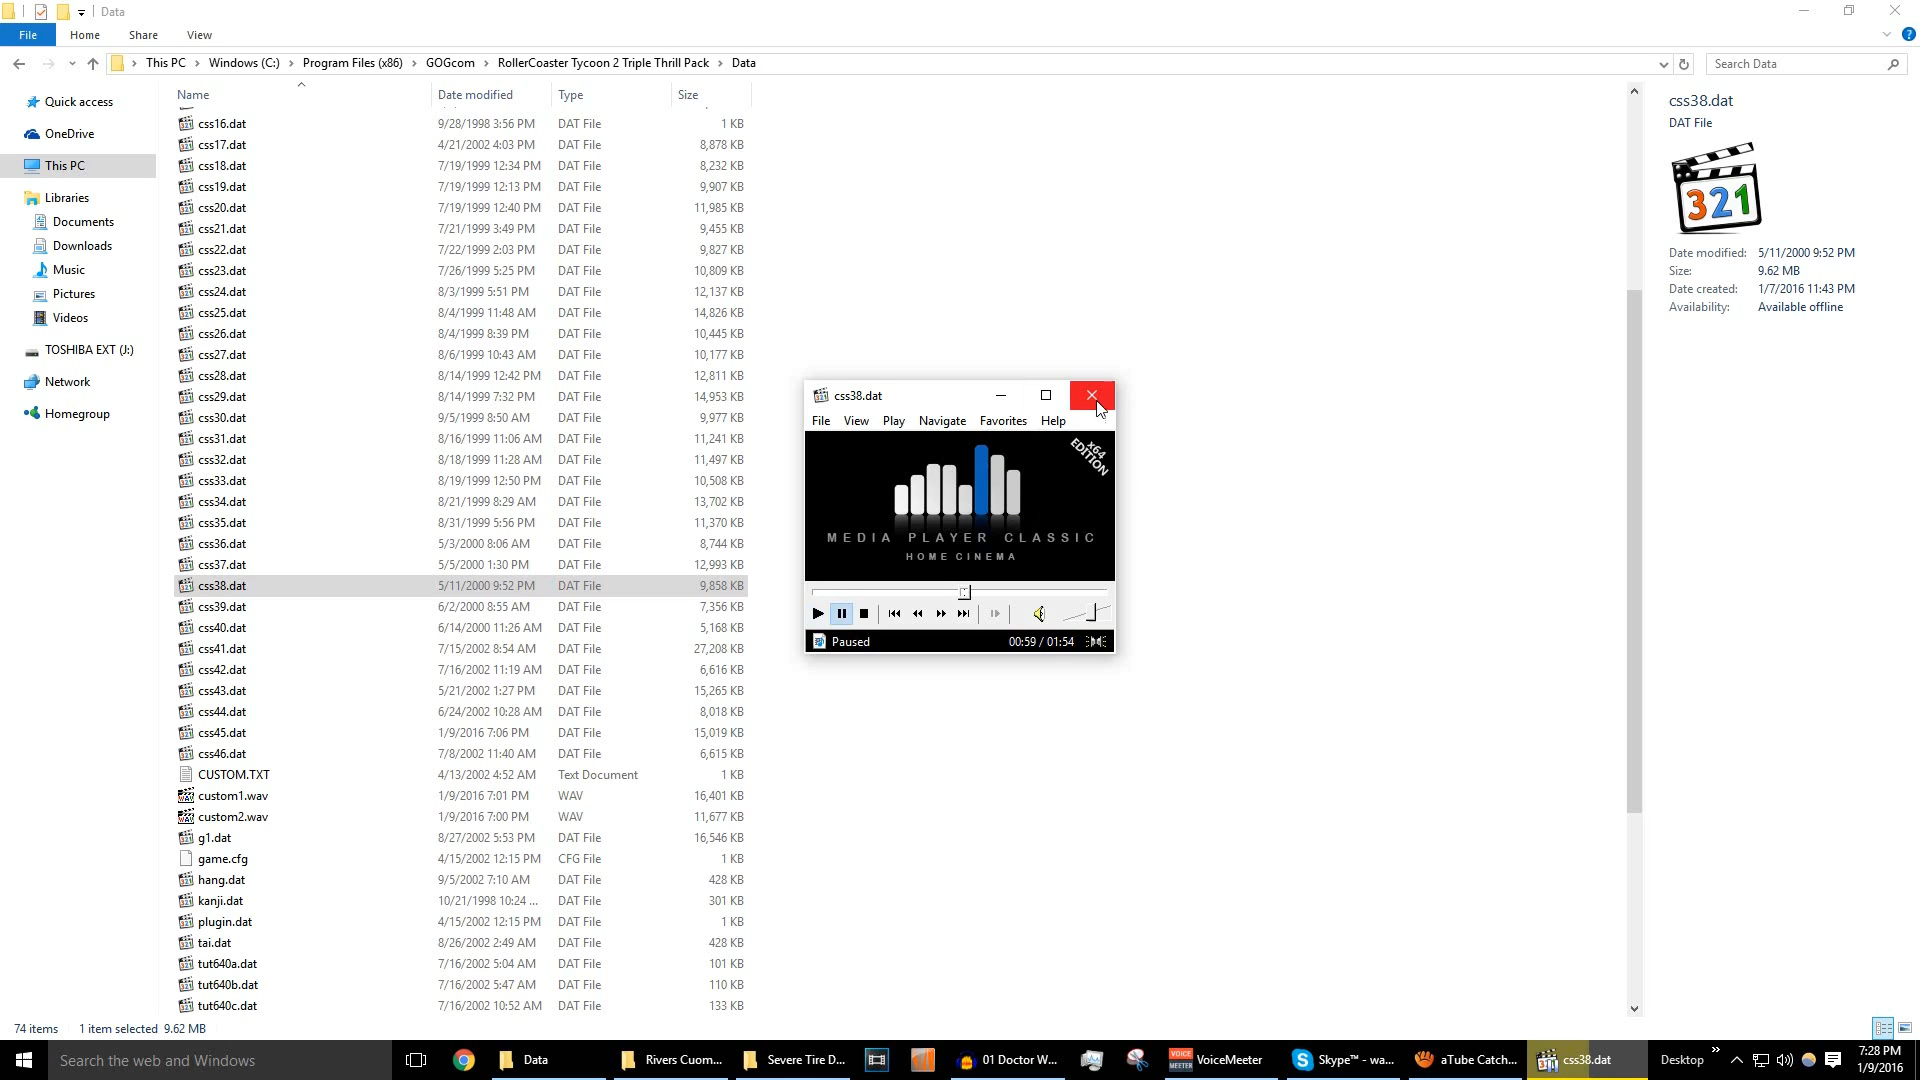 Data
File Home Share View
This PC Windows (C:) Program Files (x86) GOGcom RollerCoaster Tycoon 2 Triple Thrill Pack Data
Search Data
Quick access
OneDrive
This PC
Libraries
Documents
Downloads
Music
Pictures
Videos
TOSHIBA EXT (J:)
Network
Homegroup
Name Date modified Type Size
css16.dat 9/28/1998 3:56 PM DAT File 1 KB
css17.dat 4/21/2002 4:03 PM DAT File 8,878 KB
css18.dat 7/19/1999 12:34 PM DAT File 8,232 KB
css19.dat 7/19/1999 12:13 PM DAT File 9,907 KB
css20.dat 7/19/1999 12:40 PM DAT File 11,985 KB
css21.dat 7/21/1999 3:49 PM DAT File 9,455 KB
css22.dat 7/22/1999 2:03 PM DAT File 9,827 KB
css23.dat 7/26/1999 5:25 PM DAT File 10,809 KB
css24.dat 8/3/1999 5:51 PM DAT File 12,137 KB
css25.dat 8/4/1999 11:48 AM DAT File 14,826 KB
css26.dat 8/4/1999 8:39 PM DAT File 10,445 KB
css27.dat 8/6/1999 10:43 AM DAT File 10,177 KB
css28.dat 8/14/1999 12:42 PM DAT File 12,811 KB
css29.dat 8/14/1999 7:32 PM DAT File 14,953 KB
css30.dat 9/5/1999 8:50 AM DAT File 9,977 KB
css31.dat 8/16/1999 11:06 AM DAT File 11,241 KB
css32.dat 8/18/1999 11:28 AM DAT File 11,497 KB
css33.dat 8/19/1999 12:50 PM DAT File 10,508 KB
css34.dat 8/21/1999 8:29 AM DAT File 13,702 KB
css35.dat 8/31/1999 5:56 PM DAT File 11,370 KB
css36.dat 5/3/2000 8:06 AM DAT File 8,744 KB
css37.dat 5/5/2000 1:30 PM DAT File 12,993 KB
css38.dat 5/11/2000 9:52 PM DAT File 9,858 KB
css39.dat 6/2/2000 8:55 AM DAT File 7,356 KB
css40.dat 6/14/2000 11:26 AM DAT File 5,168 KB
css41.dat 7/15/2002 8:54 AM DAT File 27,208 KB
css42.dat 7/16/2002 11:19 AM DAT File 6,616 KB
css43.dat 5/21/2002 1:27 PM DAT File 15,265 KB
css44.dat 6/24/2002 10:28 AM DAT File 8,018 KB
css45.dat 1/9/2016 7:06 PM DAT File 15,019 KB
css46.dat 7/8/2002 11:40 AM DAT File 6,615 KB
CUSTOM.TXT 4/13/2002 4:52 AM Text Document 1 KB
custom1.wav 1/9/2016 7:01 PM WAV 16,401 KB
custom2.wav 1/9/2016 7:00 PM WAV 11,677 KB
g1.dat 8/27/2002 5:53 PM DAT File 16,546 KB
game.cfg 4/15/2002 12:15 PM CFG File 1 KB
hang.dat 9/5/2002 7:10 AM DAT File 428 KB
kanji.dat 10/21/1998 10:24 ... DAT File 301 KB
plugin.dat 4/15/2002 12:15 PM DAT File 1 KB
tai.dat 8/26/2002 2:49 AM DAT File 428 KB
tut640a.dat 7/16/2002 5:04 AM DAT File 101 KB
tut640b.dat 7/16/2002 5:47 AM DAT File 110 KB
tut640c.dat 7/16/2002 10:52 AM DAT File 133 KB
css38.dat
File View Play Navigate Favorites Help
x64
EDITION
MEDIA PLAYER CLASSIC
HOME CINEMA
Paused 00:59 / 01:54
css38.dat
DAT File
321
Date modified: 5/11/2000 9:52 PM
Size: 9.62 MB
Date created: 1/7/2016 11:43 PM
Availability: Available offline
74 items 1 item selected 9.62 MB
Search the web and Windows
Data
Rivers Cuom...
Severe Tire D...
01 Doctor W...
VOICE MEETER
VoiceMeeter
Skype™ - wa...
aTube Catch...
css38.dat
Desktop
7:28 PM
1/9/2016